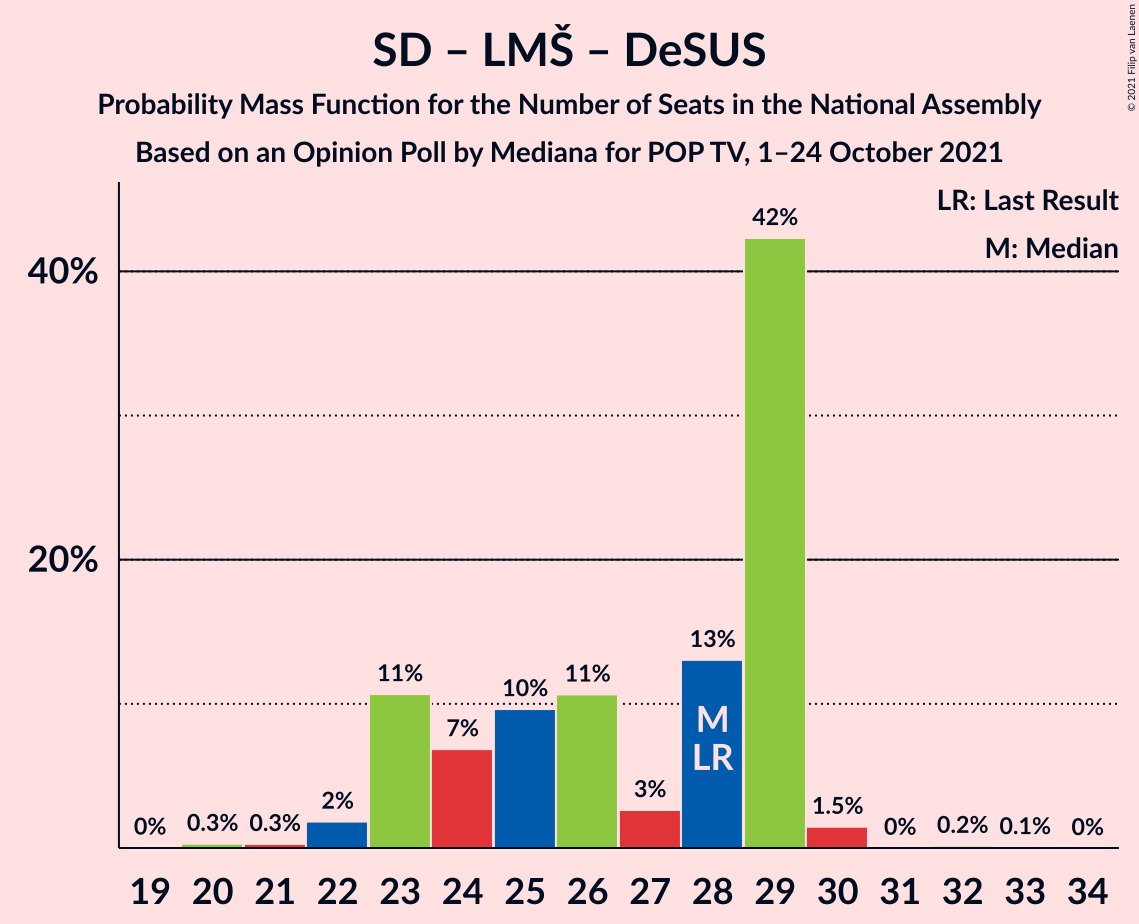 SD – LMŠ – DeSUS
Probability Mass Function for the Number of Seats in the National Assembly
Based on an Opinion Poll by Mediana for POP TV, 1–24 October 2021
© 2021 Filip van Laenen
LR: Last Result
M: Median
40%
20%
0%
0.3%
0.3%
2%
11%
7%
10%
11%
3%
13%
42%
1.5%
0%
0.2%
0.1%
0%
M
LR
19 20 21 22 23 24 25 26 27 28 29 30 31 32 33 34